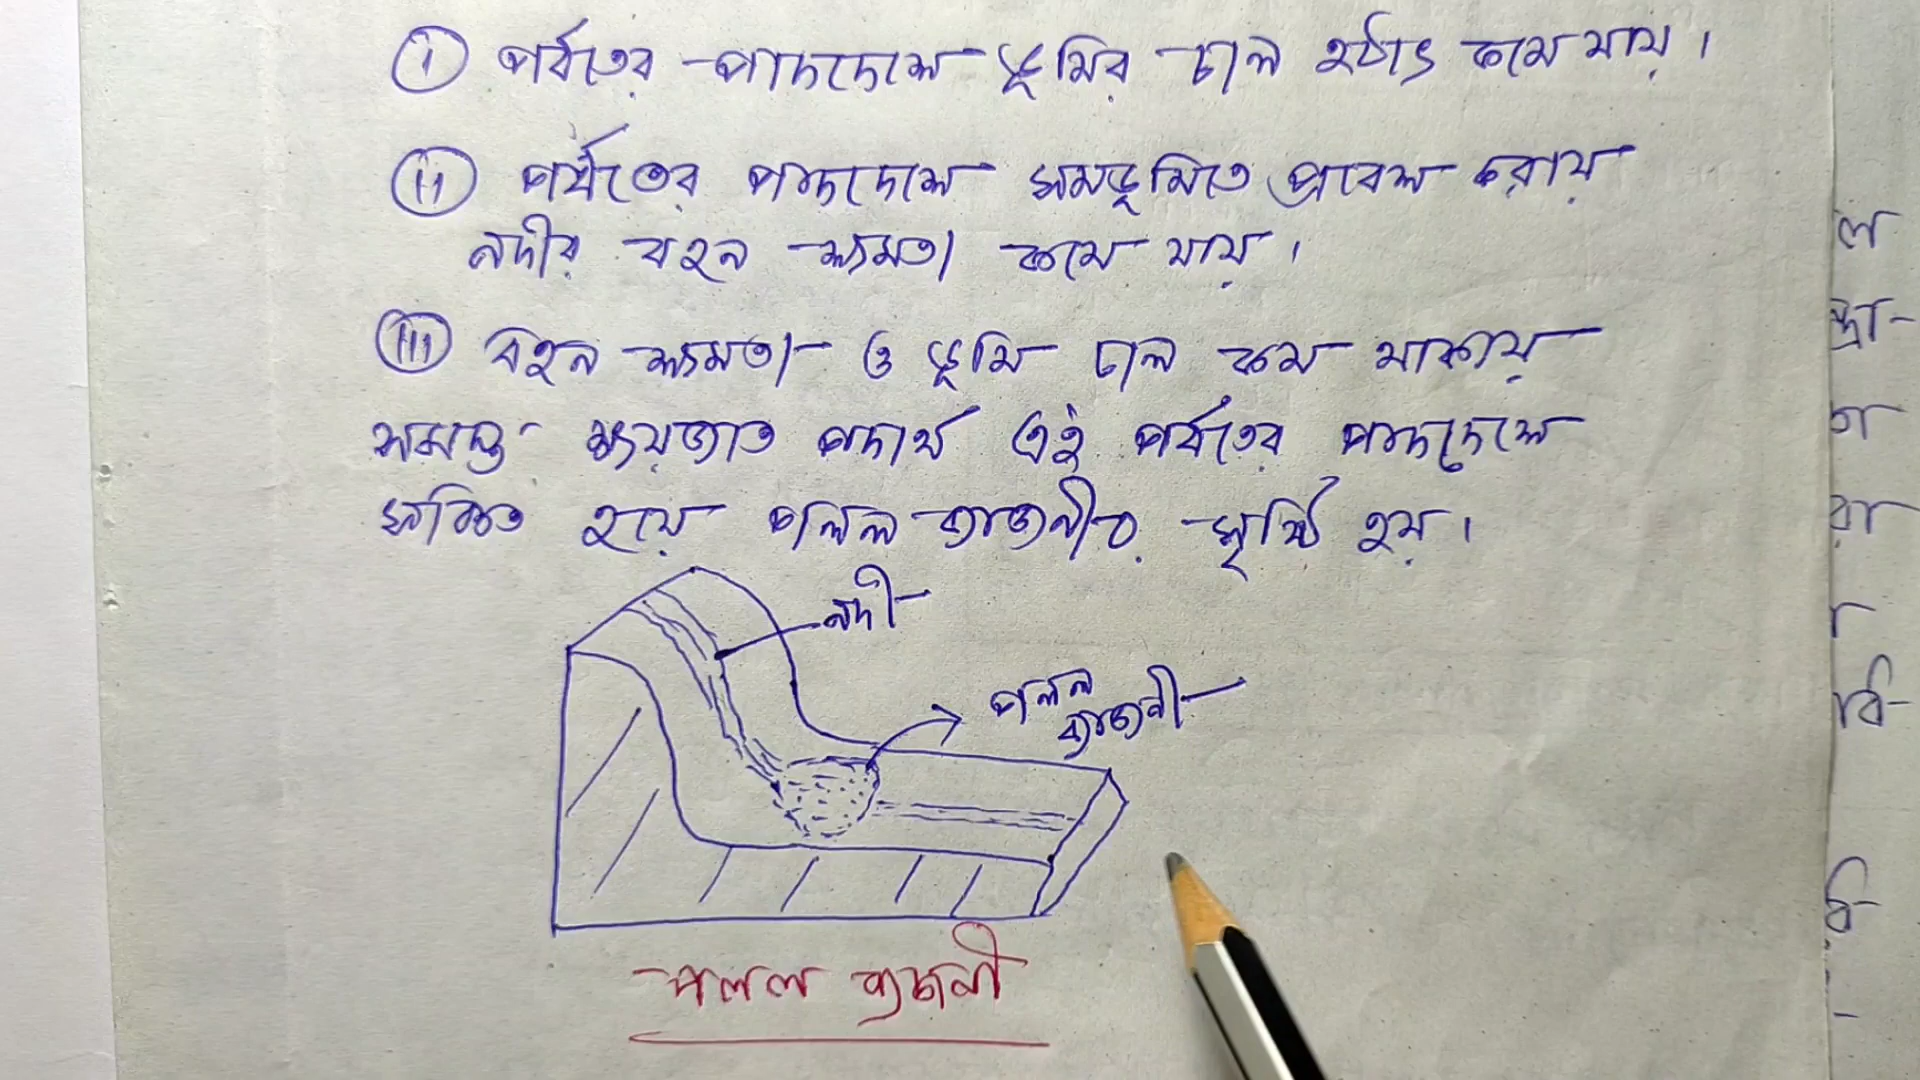 i) পর্বতের পাদদেশে ভূমির ঢাল হঠাৎ কমে যায়।
ii) পর্বতের পাদদেশে সমভূমিতে প্রবেশ করায়
নদীর বহন ক্ষমতা কমে যায়।
iii) বহন ক্ষমতা ও ভূমি ঢাল কম থাকায়
সমস্ত ক্ষয়জাত পদার্থ এই পর্বতের পাদদেশে
সঞ্চিত হয়ে পলল ব্যজনীর সৃষ্টি হয়।
নদী
পলল
ব্যজনী
পলল ব্যজনী
ল
গ
রা
বি